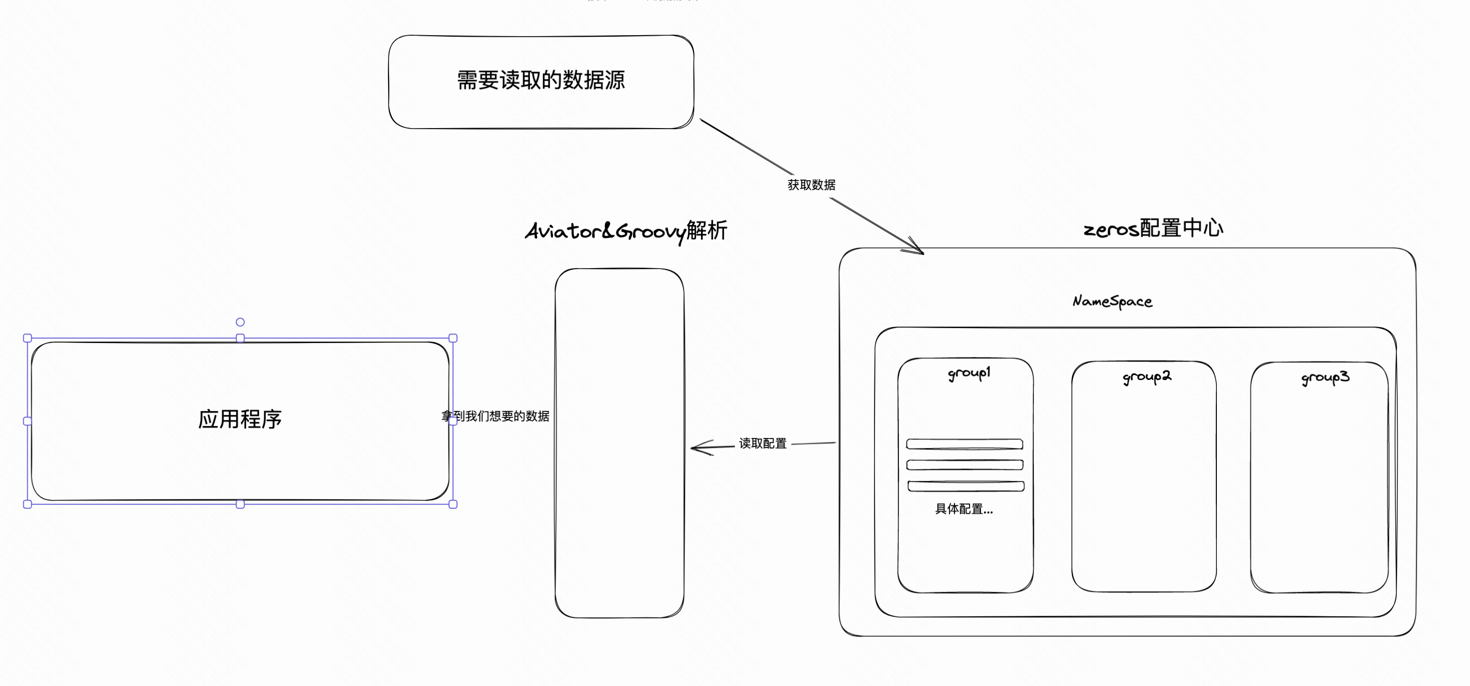 需要读取的数据源
获取数据
Aviator&Groovy解析
zeros配置中心
NameSpace
group1
group2
group3
应用程序
拿到我们想要的数据
读取配置
具体配置...